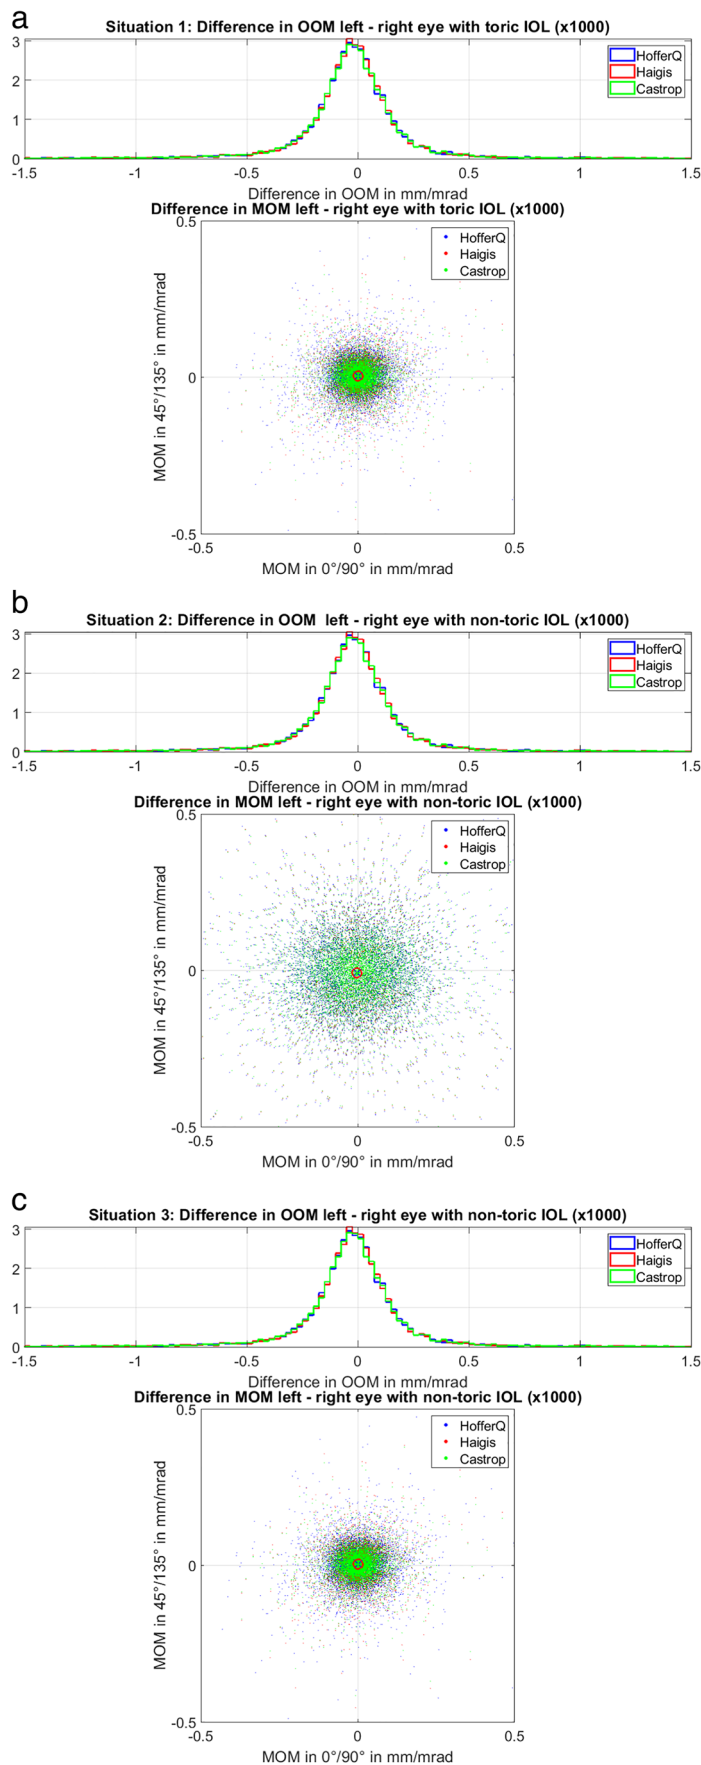 a
Situation 1: Difference in OOM left - right eye with toric IOL (x1000)
3
2
1
0
HofferQ
Haigis
Castrop
-1.5 -1 -0.5 0 0.5 1 1.5
Difference in OOM in mm/mrad
Difference in MOM left - right eye with toric IOL (x1000)
0.5
0
-0.5
MOM in 45°/135° in mm/mrad
HofferQ
Haigis
Castrop
-0.5 0 0.5
MOM in 0°/90° in mm/mrad
b
Situation 2: Difference in OOM  left - right eye with non-toric IOL (x1000)
3
2
1
0
HofferQ
Haigis
Castrop
-1.5 -1 -0.5 0 0.5 1 1.5
Difference in OOM in mm/mrad
Difference in MOM left - right eye with non-toric IOL (x1000)
0.5
0
-0.5
MOM in 45°/135° in mm/mrad
HofferQ
Haigis
Castrop
-0.5 0 0.5
MOM in 0°/90° in mm/mrad
c
Situation 3: Difference in OOM left - right eye with non-toric IOL (x1000)
3
2
1
0
HofferQ
Haigis
Castrop
-1.5 -1 -0.5 0 0.5 1 1.5
Difference in OOM in mm/mrad
Difference in MOM left - right eye with non-toric IOL (x1000)
0.5
0
-0.5
MOM in 45°/135° in mm/mrad
HofferQ
Haigis
Castrop
-0.5 0 0.5
MOM in 0°/90° in mm/mrad